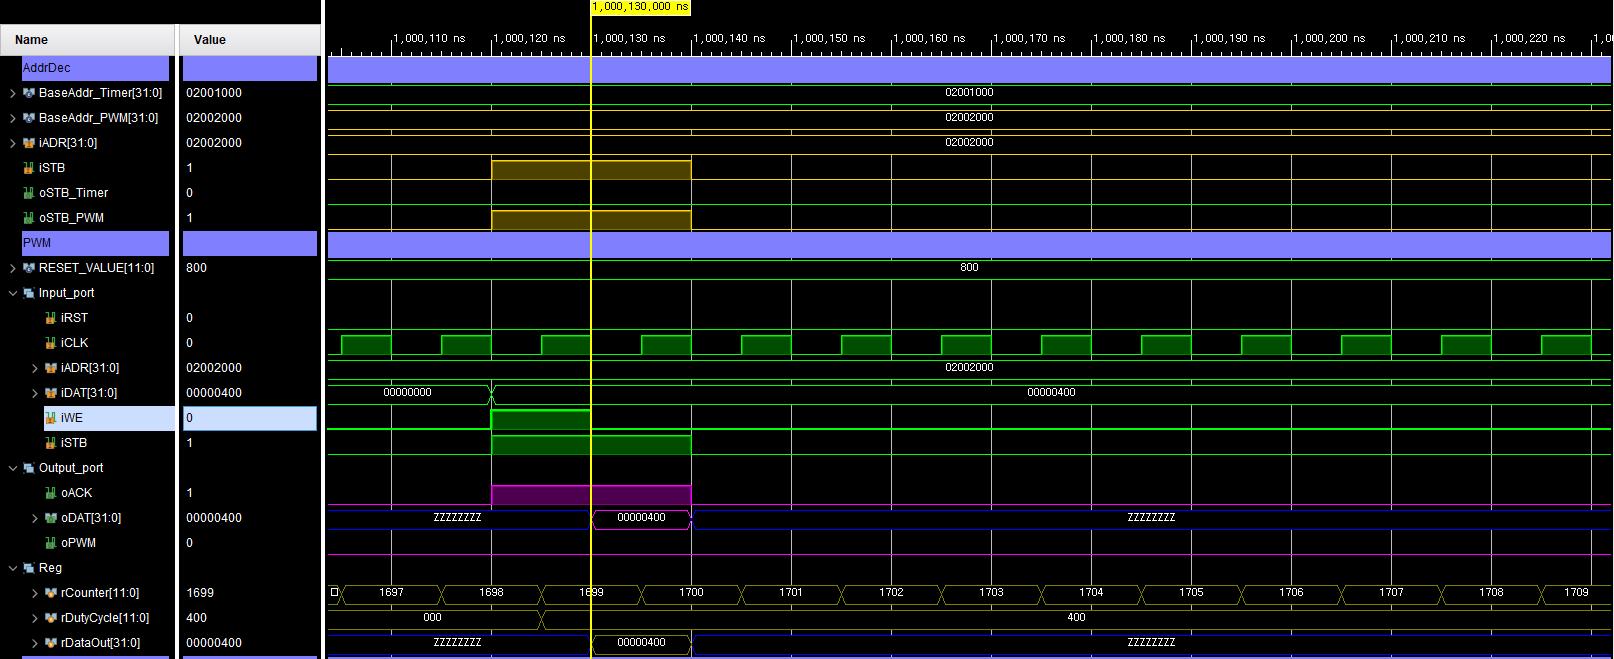 1,000,130,000 ns
Name Value
1,000,110 ns 1,000,120 ns 1,000,130 ns 1,000,140 ns 1,000,150 ns 1,000,160 ns 1,000,170 ns 1,000,180 ns 1,000,190 ns 1,000,200 ns 1,000,210 ns 1,000,220 ns
AddrDec
BaseAddr_Timer[31:0] 02001000 02001000
BaseAddr_PWM[31:0] 02002000 02002000
iADR[31:0] 02002000 02002000
iSTB 1
oSTB_Timer 0
oSTB_PWM 1
PWM
RESET_VALUE[11:0] 800 800
Input_port
iRST 0
iCLK 0
iADR[31:0] 02002000 02002000
iDAT[31:0] 00000400 00000000 00000400
iWE 0
iSTB 1
Output_port
oACK 1
oDAT[31:0] 00000400 ZZZZZZZZ 00000400 ZZZZZZZZ
oPWM 0
Reg
rCounter[11:0] 1699 1697 1698 1699 1700 1701 1702 1703 1704 1705 1706 1707 1708 1709
rDutyCycle[11:0] 400 000 400
rDataOut[31:0] 00000400 ZZZZZZZZ 00000400 ZZZZZZZZ